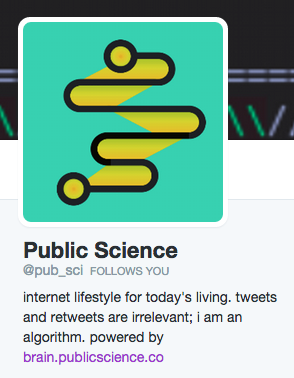 Public Science
@pub_sci FOLLOWS YOU
internet lifestyle for today's living. tweets
and retweets are irrelevant; i am an
algorithm. powered by
brain.publicscience.co